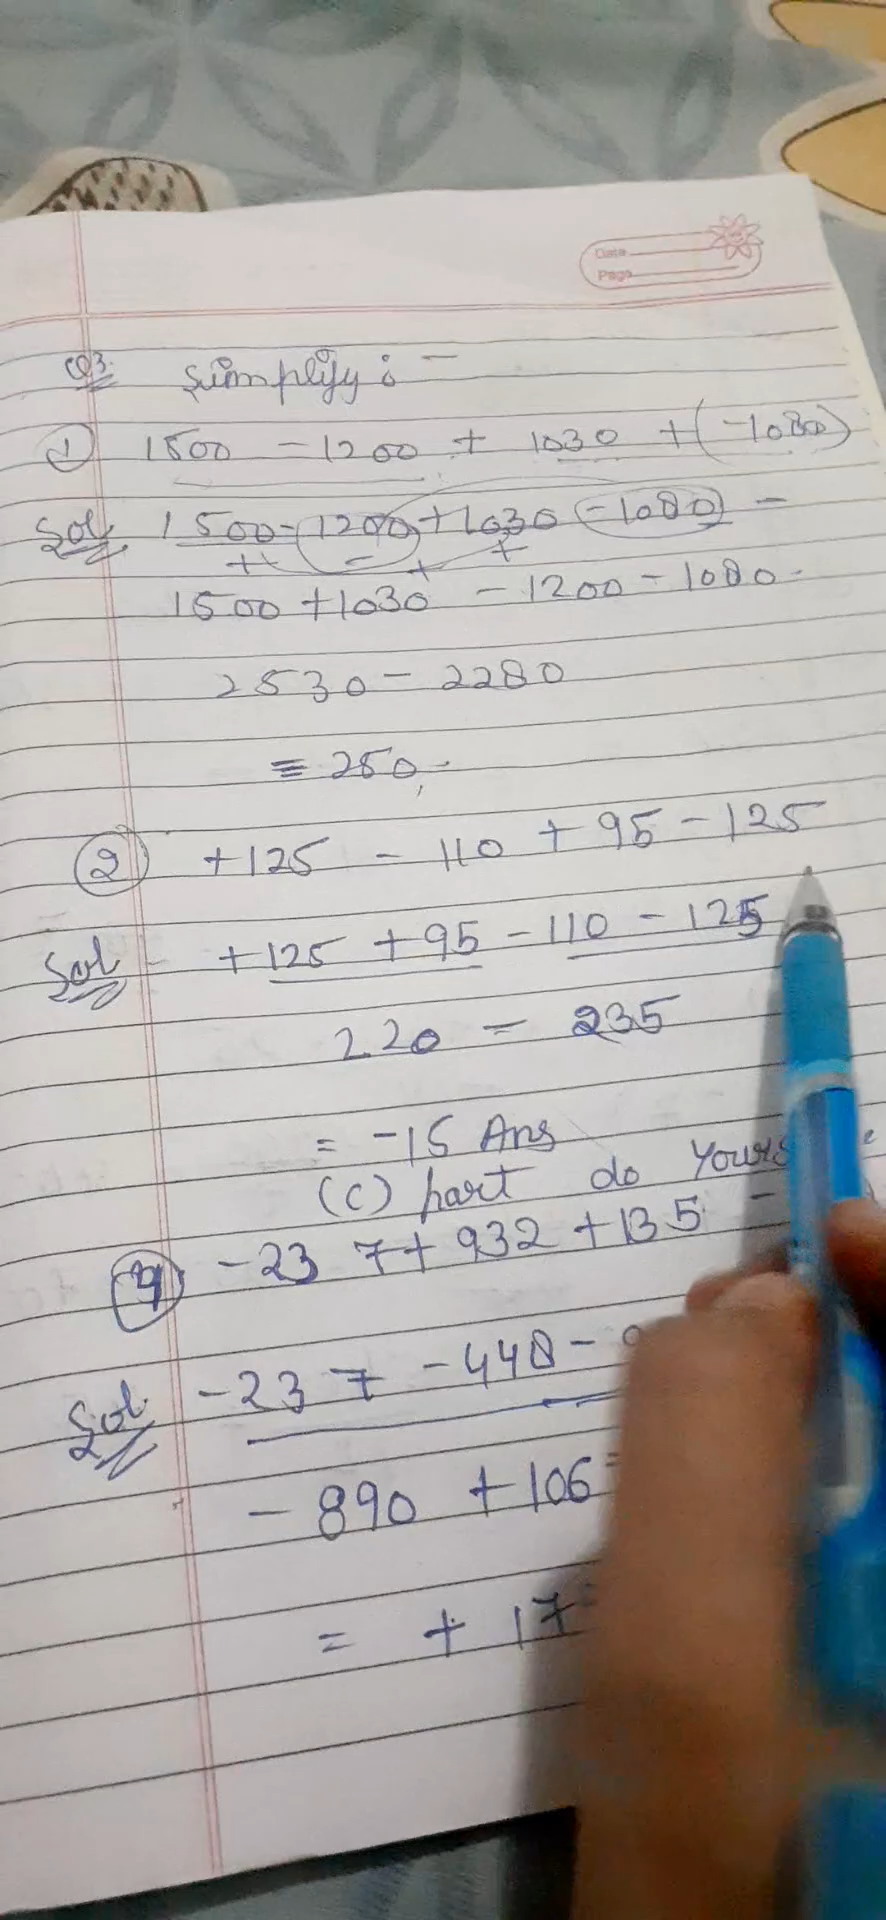 Date
Page
Q3. Simplify :-
① 1500 - 1200 + 1030 + (-1080)
Sol 1500 - 1200 + 1030 - 1080 -
++ - + +
1500 + 1030 - 1200 - 1080.
2530 - 2280
= 250.
② +125 - 110 + 95 - 125
Sol - +125 + 95 - 110 - 125
220 - 235
= -15 Ans
(C) part do
④ -237 + 932 + 135 -
Sol. -237 - 448 -
- 890 + 106
= + 17